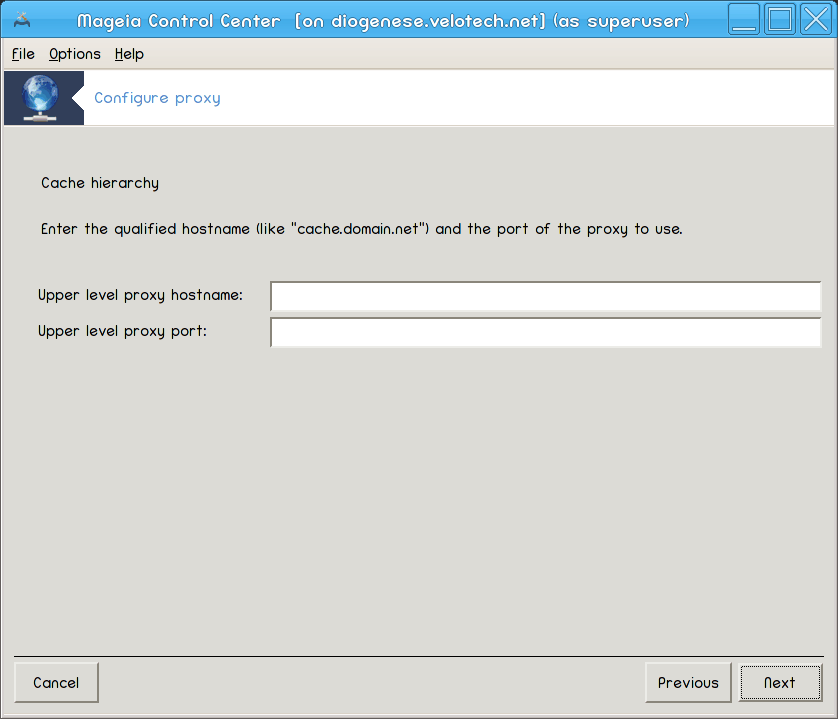 Mageia Control Center [on diogenese.velotech.net] (as superuser)
File Options Help
Configure proxy
Cache hierarchy
Enter the qualified hostname (like "cache.domain.net") and the port of the proxy to use.
Upper level proxy hostname:
Upper level proxy port:
Cancel Previous Next